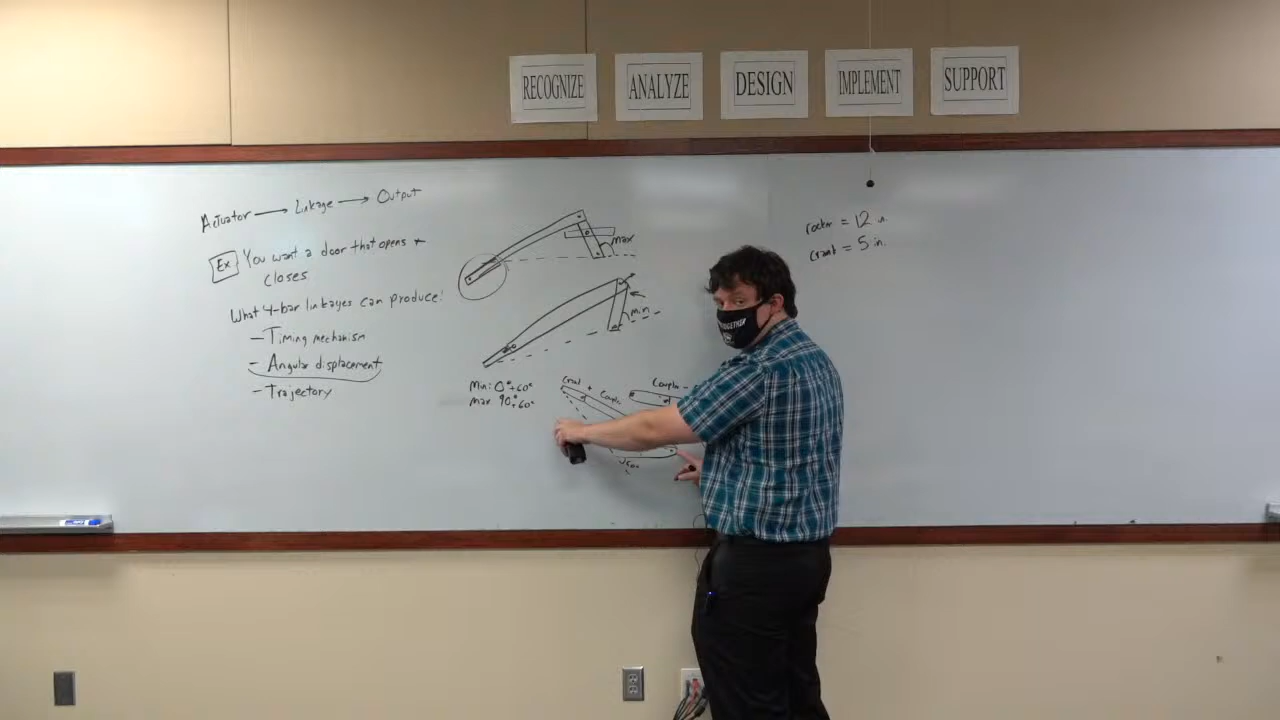 RECOGNIZE
ANALYZE
DESIGN
IMPLEMENT
SUPPORT
Actuator → Linkage → Output
Ex You want a door that opens +
closes
What 4-bar linkages can produce:
- Timing mechanism
- Angular displacement
- Trajectory
max
min
Min: 0°+60°
max 90°+60°
Crank + Coupler
Coupler -
rocker = 12 in.
crank = 5 in.
TOGETHER